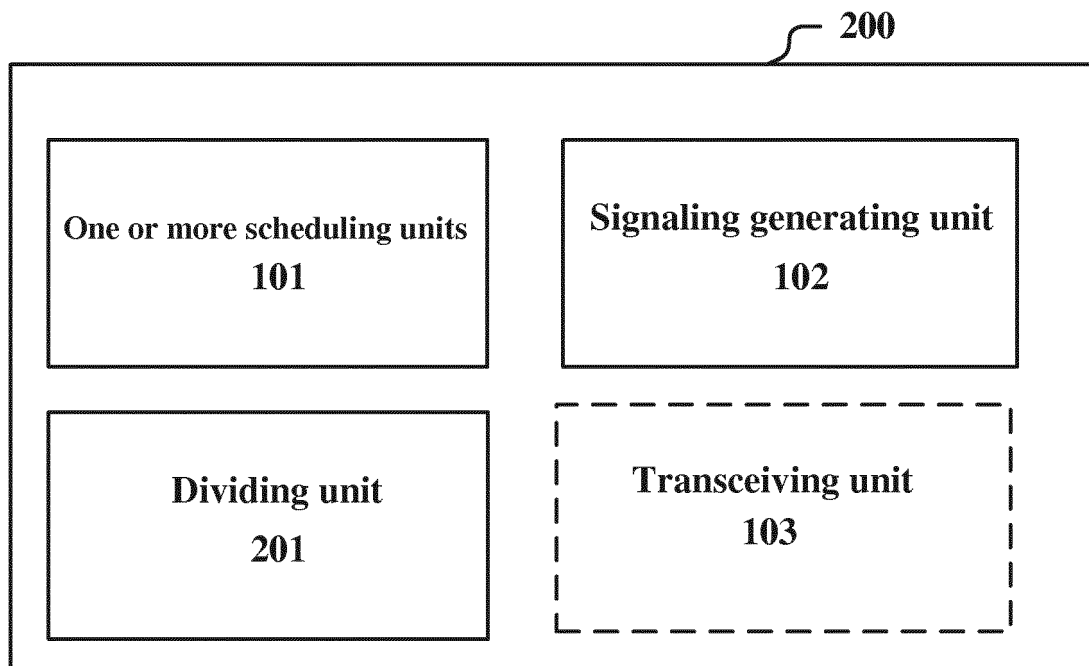 200
One or more scheduling units
101
Signaling generating unit
102
Dividing unit
201
Transceiving unit
103